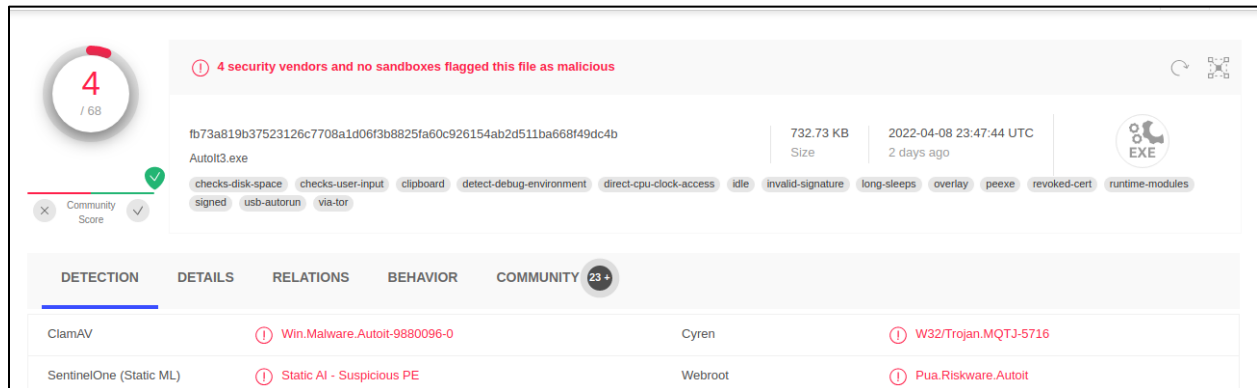 4 security vendors and no sandboxes flagged this file as malicious
4
/ 68
fb73a819b37523126c7708a1d06f3b8825fa60c926154ab2d511ba668f49dc4b
AutoIt3.exe
732.73 KB
Size
2022-04-08 23:47:44 UTC
2 days ago
EXE
checks-disk-space checks-user-input clipboard detect-debug-environment direct-cpu-clock-access idle invalid-signature long-sleeps overlay peexe revoked-cert runtime-modules
signed usb-autorun via-tor
Community
Score
DETECTION DETAILS RELATIONS BEHAVIOR COMMUNITY 23 +
ClamAV Win.Malware.Autoit-9880096-0 Cyren W32/Trojan.MQTJ-5716
SentinelOne (Static ML) Static AI - Suspicious PE Webroot Pua.Riskware.Autoit